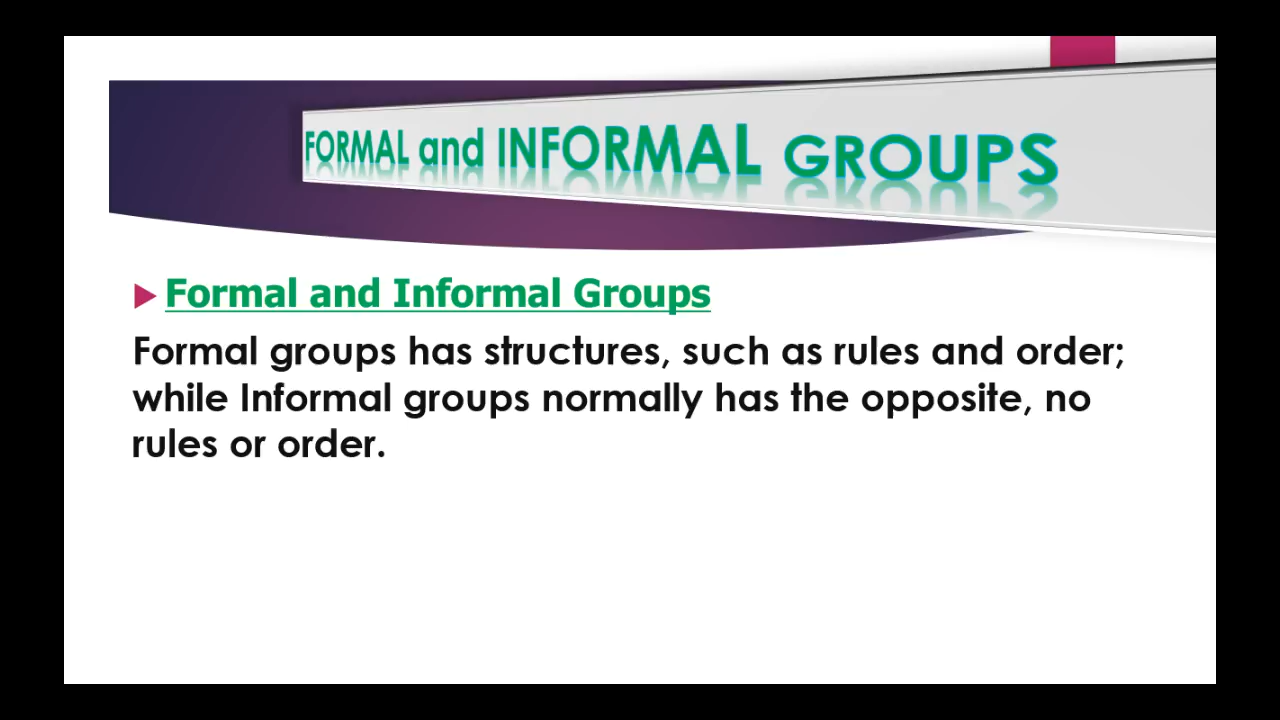 FORMAL and INFORMAL GROUPS
Formal and Informal Groups
Formal groups has structures, such as rules and order;
while Informal groups normally has the opposite, no
rules or order.